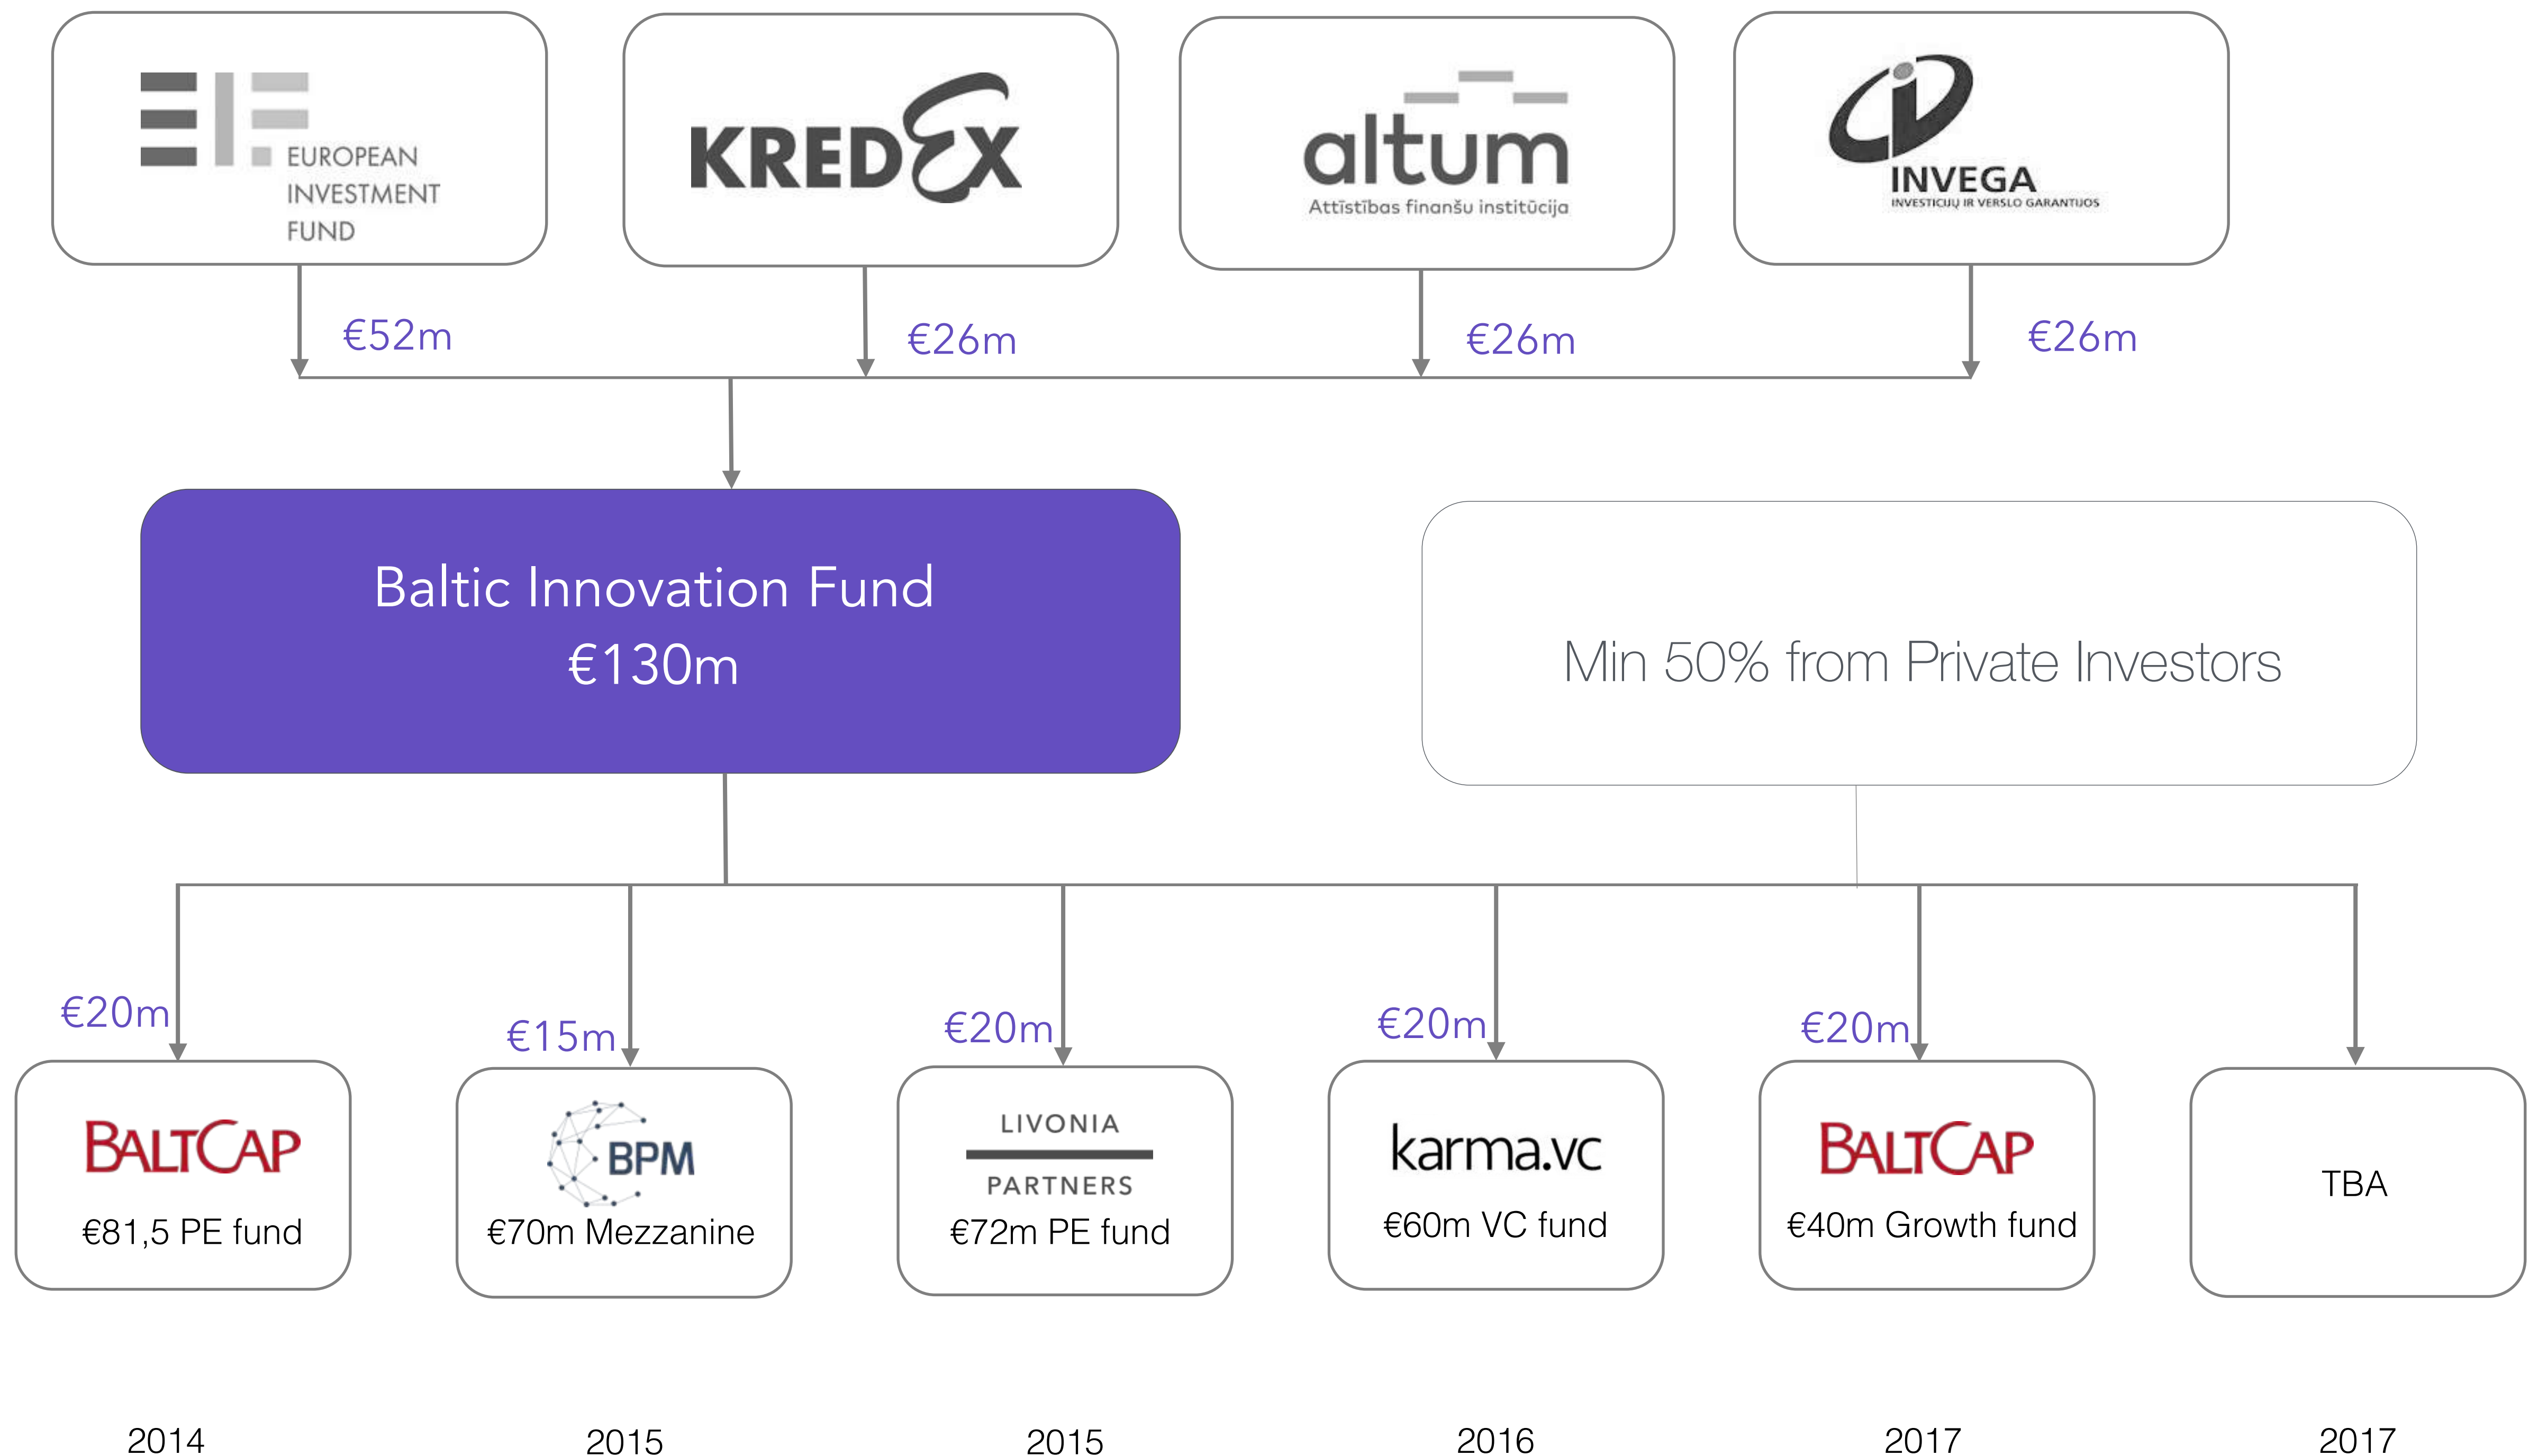 EUROPEAN
INVESTMENT
FUND
KREDEX
altum
Attīstības finanšu institūcija
INVEGA
INVESTICIJŲ IR VERSLO GARANTIJOS
€52m
€26m
€26m
€26m
Baltic Innovation Fund
€130m
Min 50% from Private Investors
€20m
€15m
€20m
€20m
€20m
BALTCAP
€81,5 PE fund
BPM
€70m Mezzanine
LIVONIA
PARTNERS
€72m PE fund
karma.vc
€60m VC fund
BALTCAP
€40m Growth fund
TBA
2014
2015
2015
2016
2017
2017